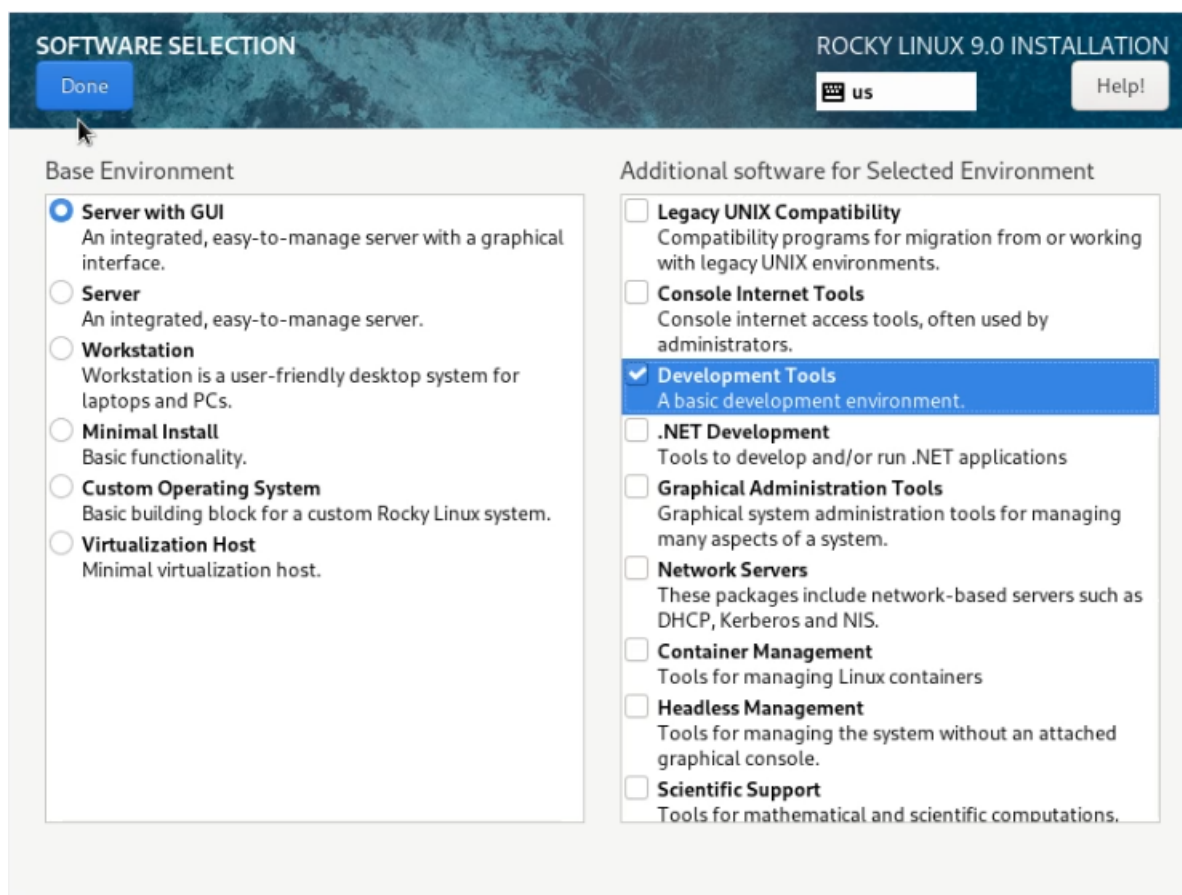 SOFTWARE SELECTION
Done
ROCKY LINUX 9.0 INSTALLATION
us
Help!
Base Environment
Server with GUI
An integrated, easy-to-manage server with a graphical
interface.
Server
An integrated, easy-to-manage server.
Workstation
Workstation is a user-friendly desktop system for
laptops and PCs.
Minimal Install
Basic functionality.
Custom Operating System
Basic building block for a custom Rocky Linux system.
Virtualization Host
Minimal virtualization host.
Additional software for Selected Environment
Legacy UNIX Compatibility
Compatibility programs for migration from or working
with legacy UNIX environments.
Console Internet Tools
Console internet access tools, often used by
administrators.
Development Tools
A basic development environment.
.NET Development
Tools to develop and/or run .NET applications
Graphical Administration Tools
Graphical system administration tools for managing
many aspects of a system.
Network Servers
These packages include network-based servers such as
DHCP, Kerberos and NIS.
Container Management
Tools for managing Linux containers
Headless Management
Tools for managing the system without an attached
graphical console.
Scientific Support
Tools for mathematical and scientific computations.